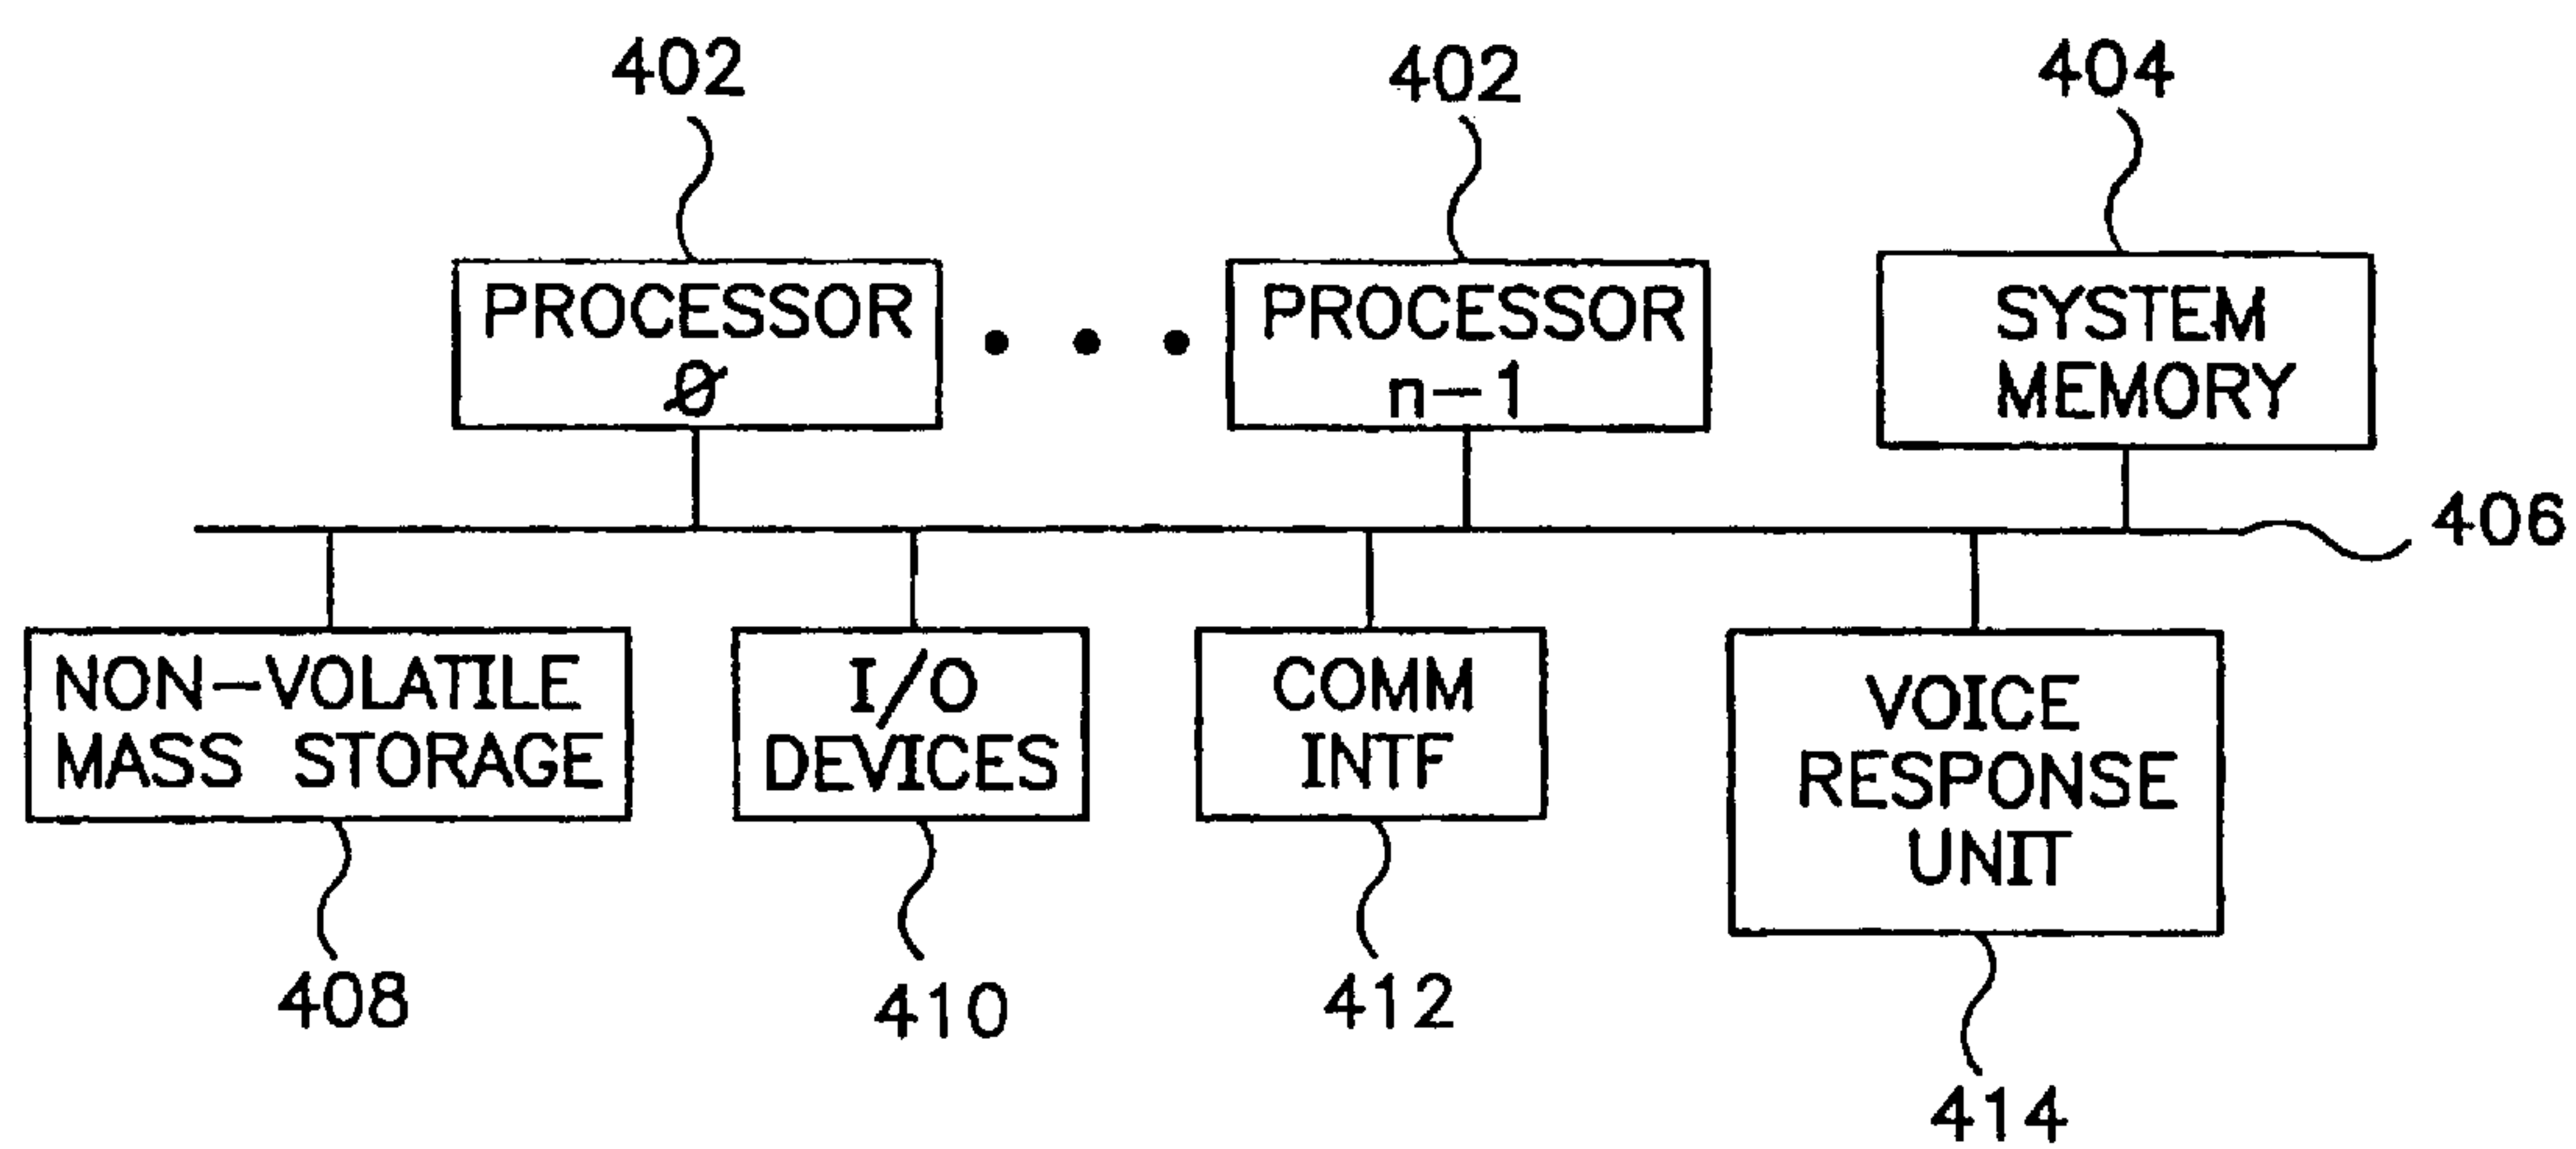 402
402
404
PROCESSOR
Ø
PROCESSOR
n-1
SYSTEM
MEMORY
406
NON-VOLATILE
MASS STORAGE
I/O
DEVICES
COMM
INTF
VOICE
RESPONSE
UNIT
408
410
412
414